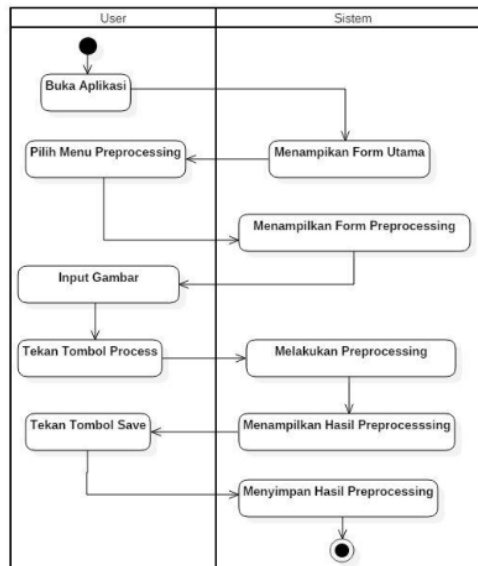 User
Sistem
Buka Aplikasi
Menampikan Form Utama
Pilih Menu Preprocessing
Menampilkan Form Preprocessing
Input Gambar
Tekan Tombol Process
Melakukan Preprocessing
Menampilkan Hasil Preprocesssing
Tekan Tombol Save
Menyimpan Hasil Preprocessing